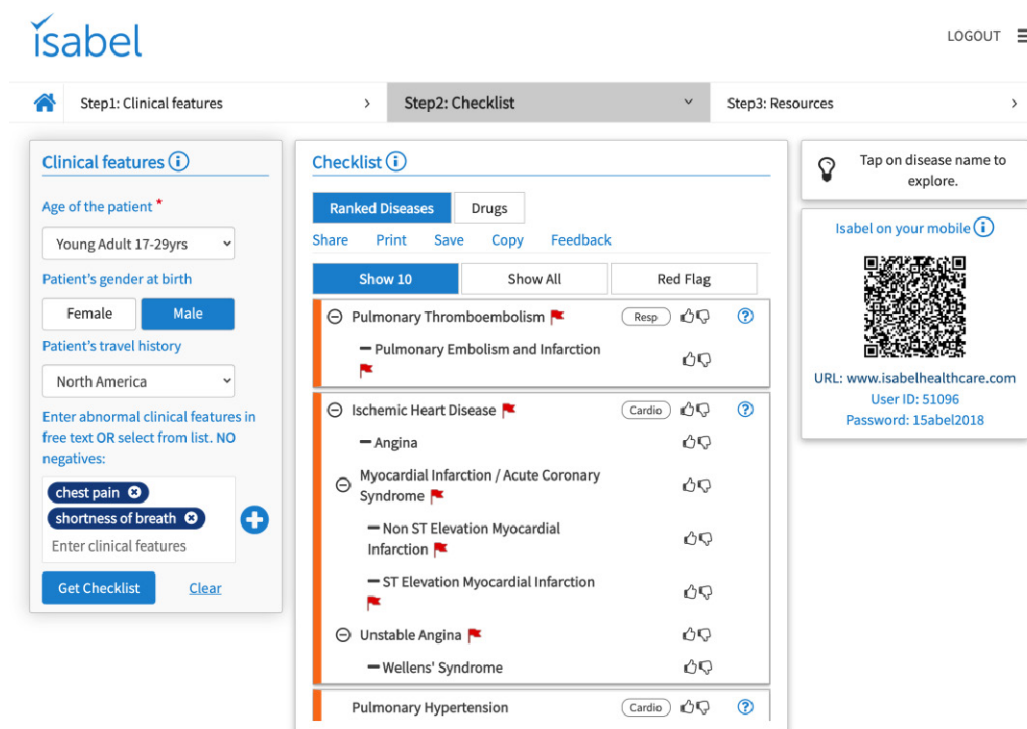 isabel
LOGOUT
Step1: Clinical features
Step2: Checklist
Step3: Resources
Clinical features
Age of the patient *
Young Adult 17-29yrs
Patient's gender at birth
Female Male
Patient's travel history
North America
Enter abnormal clinical features in
free text OR select from list. NO
negatives:
chest pain
shortness of breath
Enter clinical features
Get Checklist Clear
Checklist
Ranked Diseases Drugs
Share Print Save Copy Feedback
Show 10 Show All Red Flag
Pulmonary Thromboembolism Resp
Pulmonary Embolism and Infarction
Ischemic Heart Disease Cardio
Angina
Myocardial Infarction / Acute Coronary
Syndrome
Non ST Elevation Myocardial
Infarction
ST Elevation Myocardial Infarction
Unstable Angina
Wellens' Syndrome
Pulmonary Hypertension Cardio
Tap on disease name to
explore.
Isabel on your mobile
URL: www.isabelhealthcare.com
User ID: 51096
Password: 15abel2018